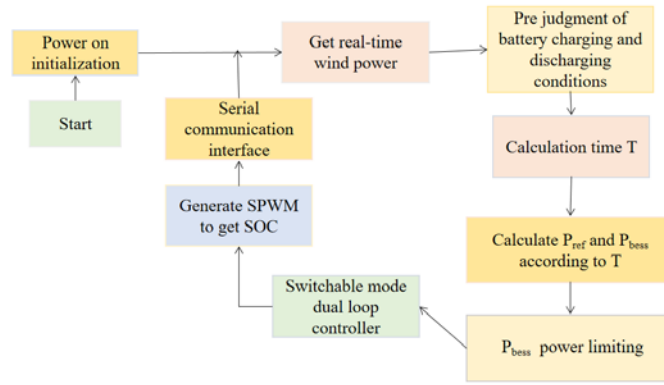 Power on
initialization
Start
Get real-time
wind power
Pre judgment of
battery charging and
discharging
conditions
Serial
communication
interface
Calculation time T
Generate SPWM
to get SOC
Calculate Pref and Pbess
according to T
Switchable mode
dual loop
controller
Pbess power limiting